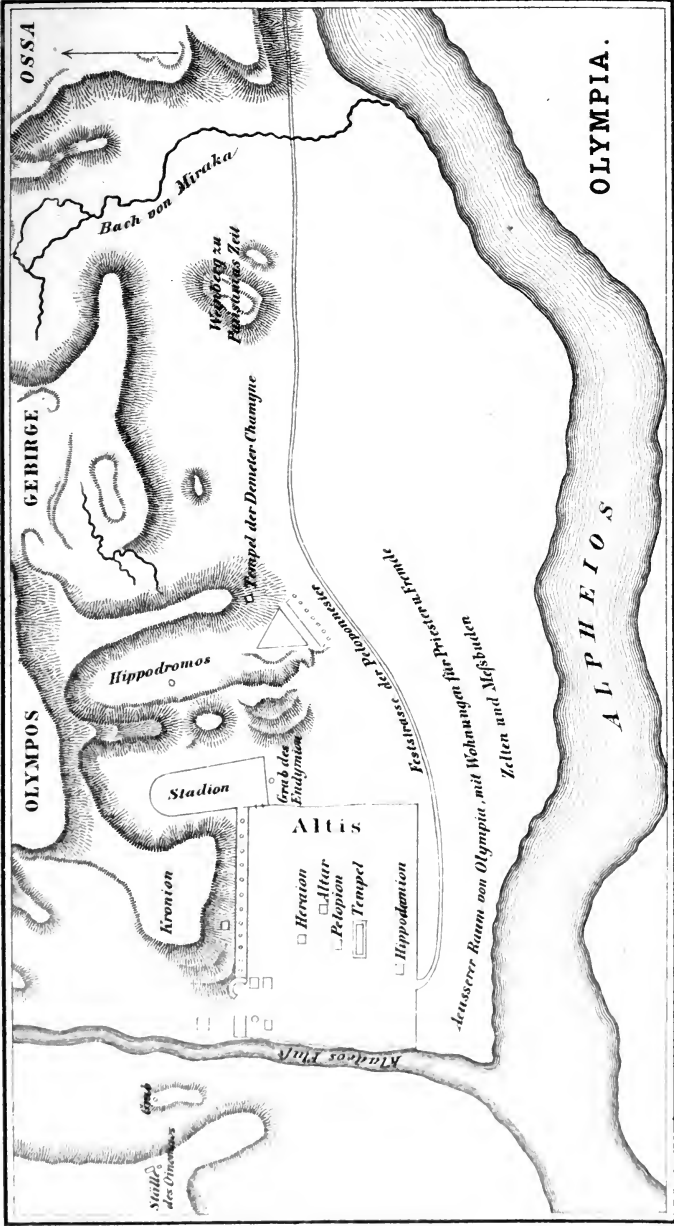 OSSA
OLYMPIA.
Bach von Miraka
Weinberg zu
Pausanias Zeit
GEBIRGE
Tempel der Demeter Chamyne
OLYMPOS
Hippodromos
Feststrasse der Peloponnesier
Aeusserer Raum von Olympia, mit Wohnungen für Priester u. Fremde
Zelten und Meſsbuden
ALPHEIOS
Stadion
Grab des
Endymion
Altis
Kronion
Heraion
Altar
Pelopion
Tempel
Hippodamion
Kladeos Fluſs
Grab
Ställe
des Oinomaos